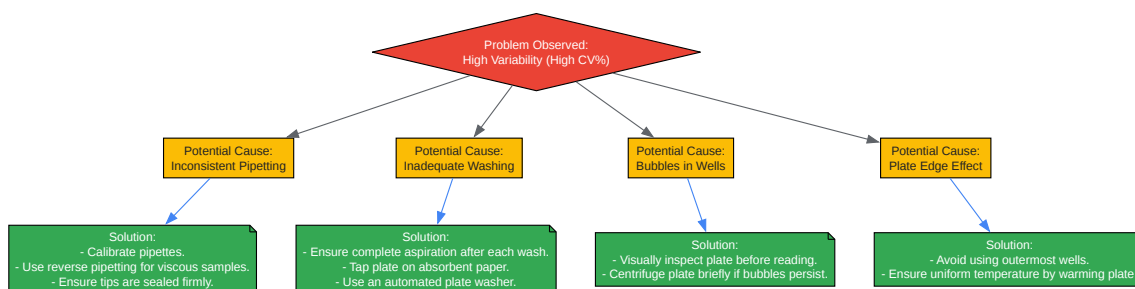 Problem Observed:
High Variability (High CV%)
Potential Cause:
Inconsistent Pipetting
Potential Cause:
Inadequate Washing
Potential Cause:
Bubbles in Wells
Potential Cause:
Plate Edge Effect
Solution:
- Calibrate pipettes.
- Use reverse pipetting for viscous samples.
- Ensure tips are sealed firmly.
Solution:
- Ensure complete aspiration after each wash.
- Tap plate on absorbent paper.
- Use an automated plate washer.
Solution:
- Visually inspect plate before reading.
- Centrifuge plate briefly if bubbles persist.
Solution:
- Avoid using outermost wells.
- Ensure uniform temperature by warming plate